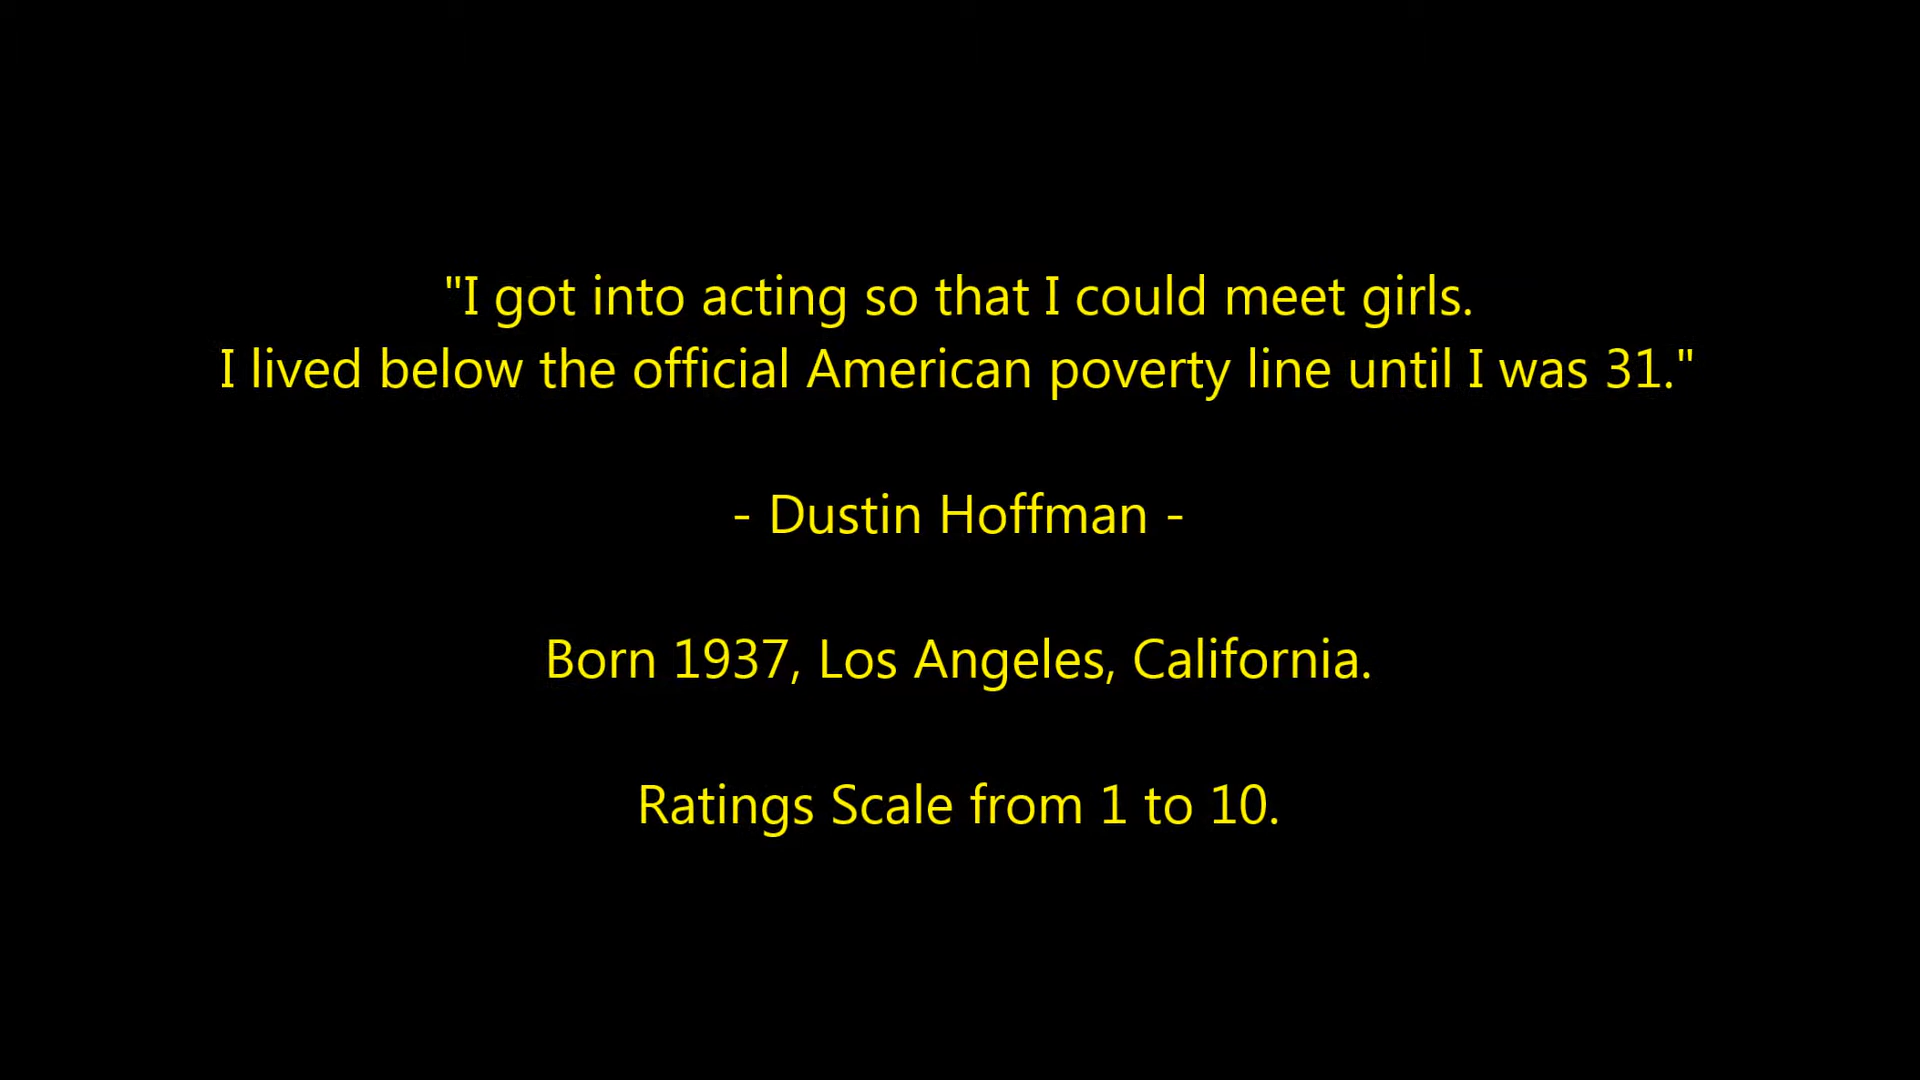 "I got into acting so that I could meet girls.
I lived below the official American poverty line until I was 31."
- Dustin Hoffman -
Born 1937, Los Angeles, California.
Ratings Scale from 1 to 10.